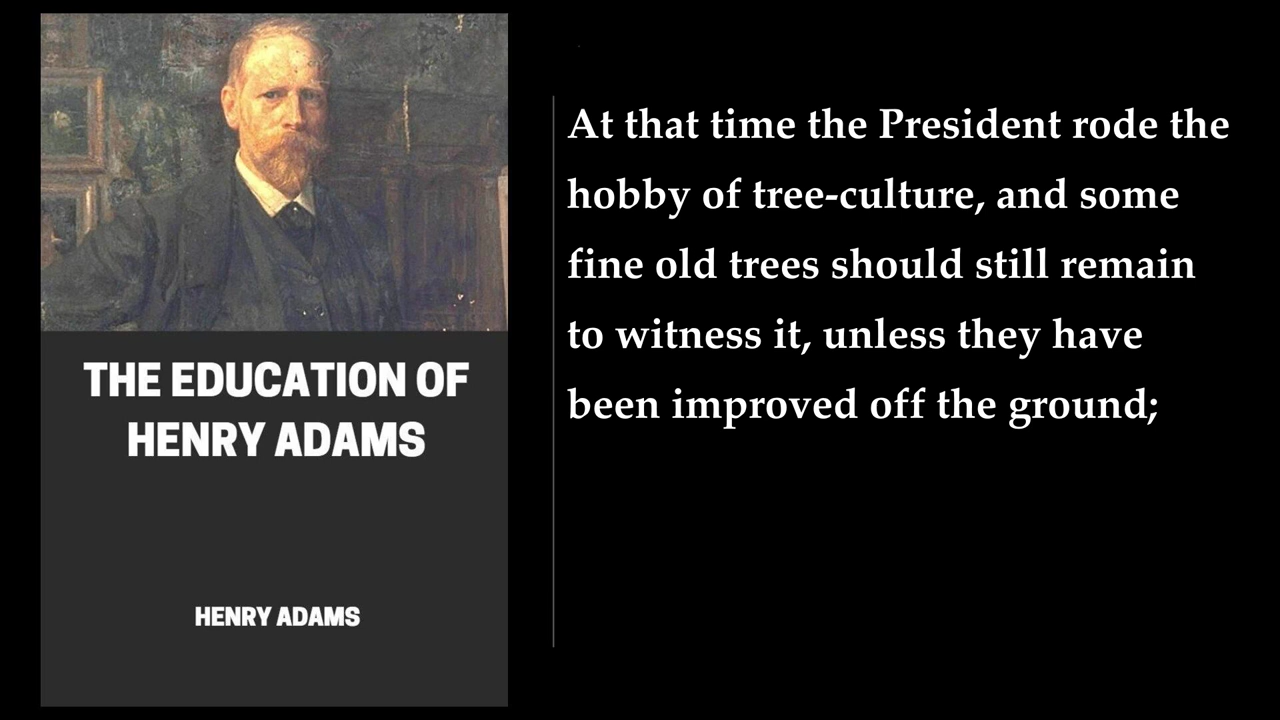 THE EDUCATION OF
HENRY ADAMS
HENRY ADAMS
At that time the President rode the
hobby of tree-culture, and some
fine old trees should still remain
to witness it, unless they have
been improved off the ground;